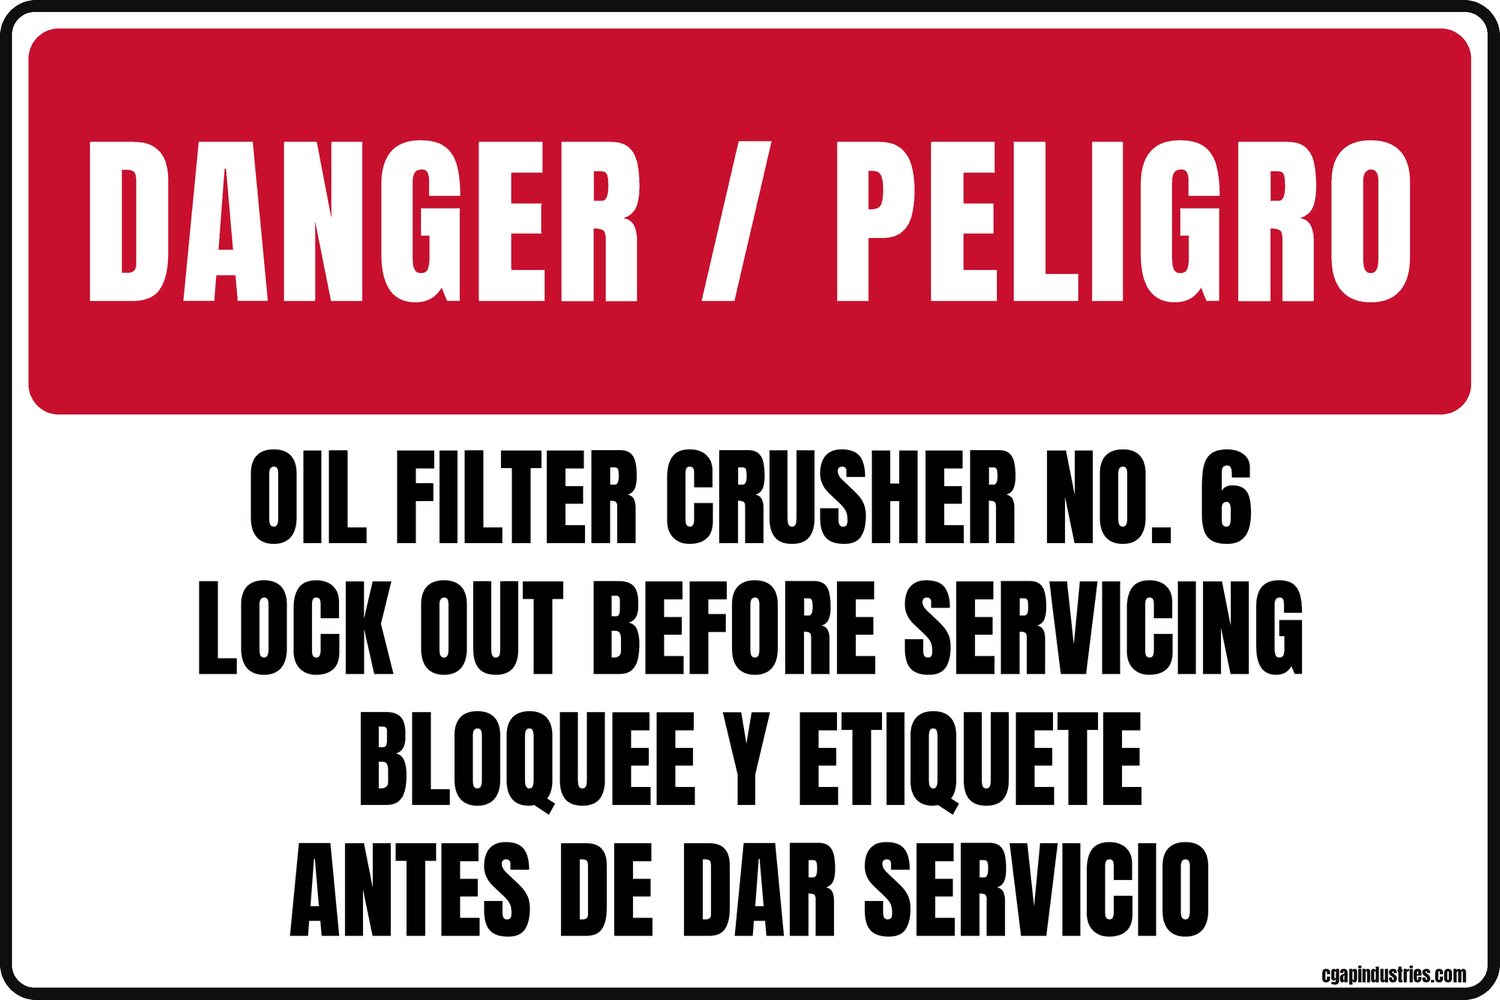 DANGER / PELIGRO
OIL FILTER CRUSHER NO. 6
LOCK OUT BEFORE SERVICING
BLOQUEE Y ETIQUETE
ANTES DE DAR SERVICIO
cgapindustries.com